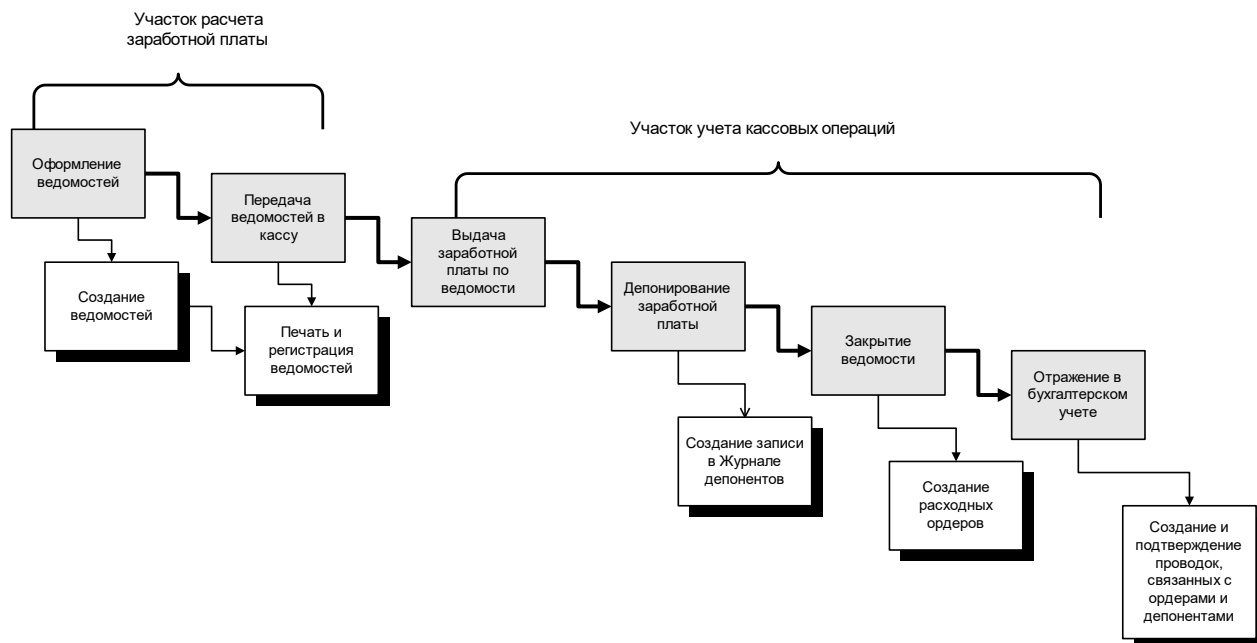 Участок расчета
заработной платы
Участок учета кассовых операций
Оформление
ведомостей
Передача
ведомостей в
кассу
Выдача
заработной
платы по
ведомости
Депонирование
заработной
платы
Закрытие
ведомости
Отражение в
бухгалтерском
учете
Создание
ведомостей
Печать и
регистрация
ведомостей
Создание записи
в Журнале
депонентов
Создание
расходных
ордеров
Создание и
подтверждение
проводок,
связанных с
ордерами и
депонентами